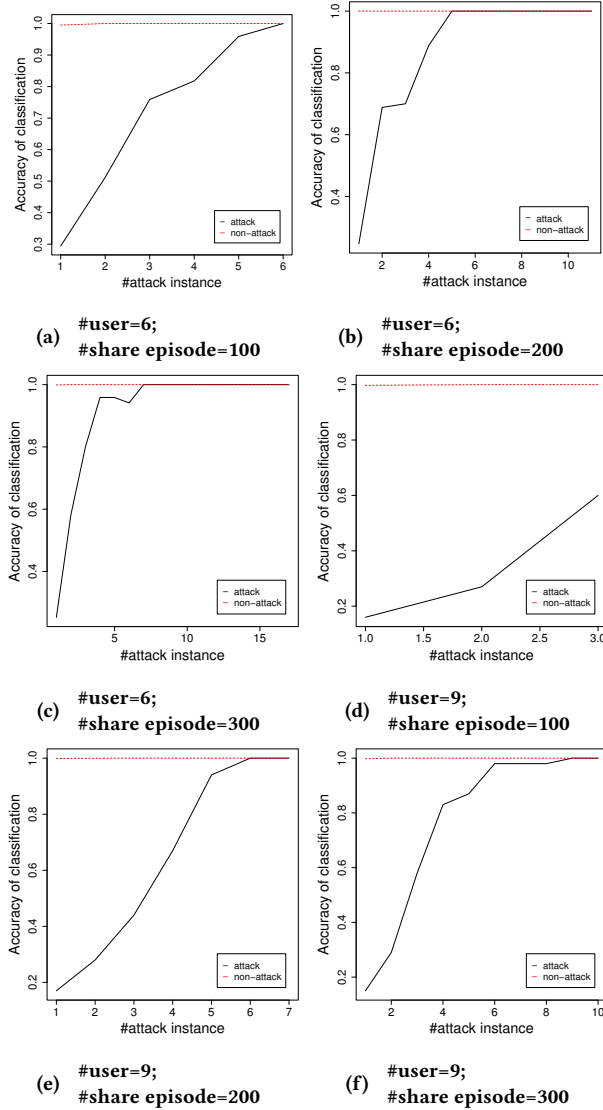 Accuracy of classification
0.3 0.4 0.5 0.6 0.7 0.8 0.9 1.0
1 2 3 4 5 6
#attack instance
attack
non−attack
(a) #user=6;
#share episode=100
Accuracy of classification
0.4 0.6 0.8 1.0
2 4 6 8 10
#attack instance
attack
non−attack
(b) #user=6;
#share episode=200
Accuracy of classification
0.4 0.6 0.8 1.0
5 10 15
#attack instance
attack
non−attack
(c) #user=6;
#share episode=300
Accuracy of classification
0.2 0.4 0.6 0.8 1.0
1.0 1.5 2.0 2.5 3.0
#attack instance
attack
non−attack
(d) #user=9;
#share episode=100
Accuracy of classification
0.2 0.4 0.6 0.8 1.0
1 2 3 4 5 6 7
#attack instance
attack
non−attack
(e) #user=9;
#share episode=200
Accuracy of classification
0.2 0.4 0.6 0.8 1.0
2 4 6 8 10
#attack instance
attack
non−attack
(f) #user=9;
#share episode=300